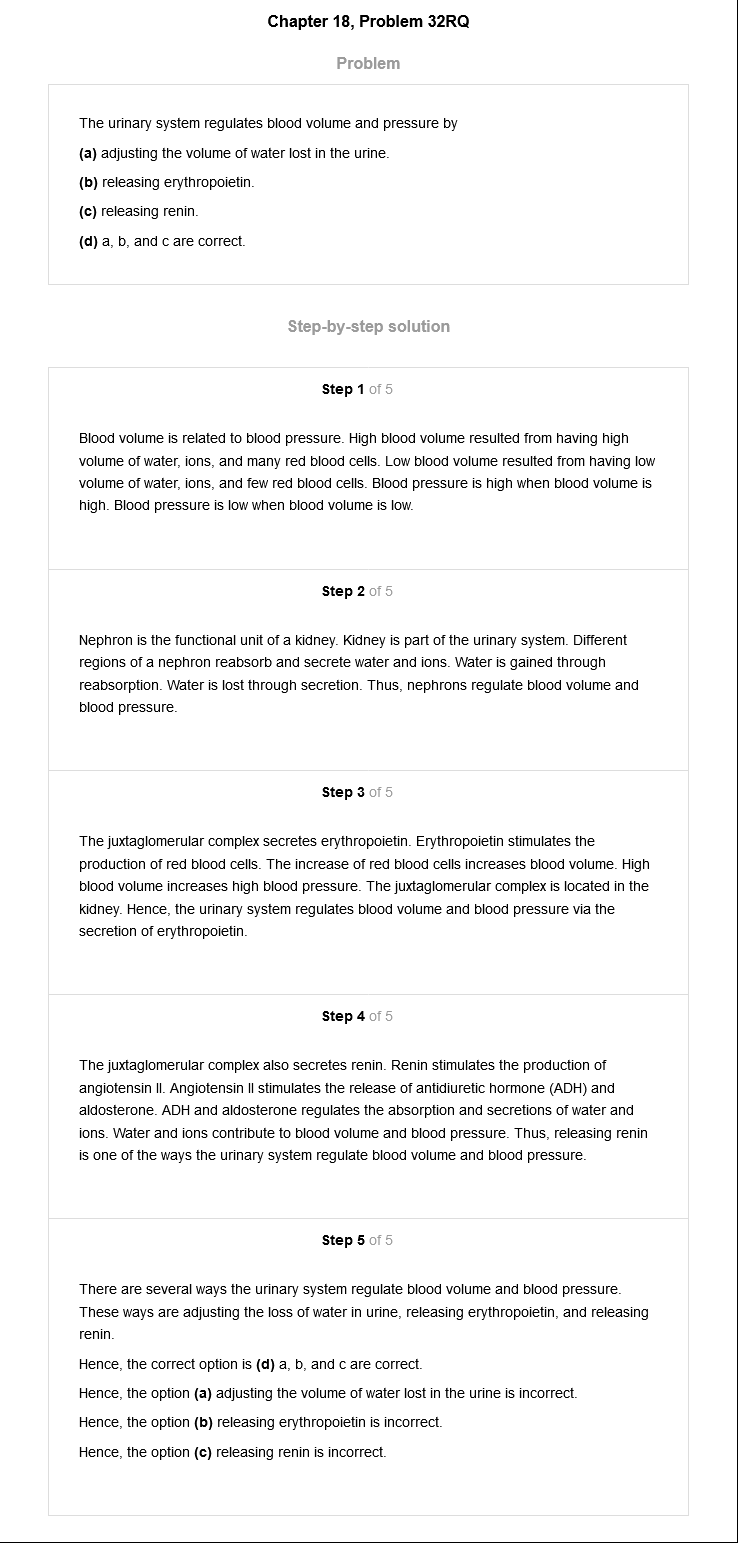 Chapter 18, Problem 32RQ
Problem
The urinary system regulates blood volume and pressure by
(a) adjusting the volume of water lost in the urine.
(b) releasing erythropoietin.
(c) releasing renin.
(d) a, b, and c are correct.
Step-by-step solution
Step 1 of 5
Blood volume is related to blood pressure. High blood volume resulted from having high
volume of water, ions, and many red blood cells. Low blood volume resulted from having low
volume of water, ions, and few red blood cells. Blood pressure is high when blood volume is
high. Blood pressure is low when blood volume is low.
Step 2 of 5
Nephron is the functional unit of a kidney. Kidney is part of the urinary system. Different
regions of a nephron reabsorb and secrete water and ions. Water is gained through
reabsorption. Water is lost through secretion. Thus, nephrons regulate blood volume and
blood pressure.
Step 3 of 5
The juxtaglomerular complex secretes erythropoietin. Erythropoietin stimulates the
production of red blood cells. The increase of red blood cells increases blood volume. High
blood volume increases high blood pressure. The juxtaglomerular complex is located in the
kidney. Hence, the urinary system regulates blood volume and blood pressure via the
secretion of erythropoietin.
Step 4 of 5
The juxtaglomerular complex also secretes renin. Renin stimulates the production of
angiotensin II. Angiotensin II stimulates the release of antidiuretic hormone (ADH) and
aldosterone. ADH and aldosterone regulates the absorption and secretions of water and
ions. Water and ions contribute to blood volume and blood pressure. Thus, releasing renin
is one of the ways the urinary system regulate blood volume and blood pressure.
Step 5 of 5
There are several ways the urinary system regulate blood volume and blood pressure.
These ways are adjusting the loss of water in urine, releasing erythropoietin, and releasing
renin.
Hence, the correct option is (d) a, b, and c are correct.
Hence, the option (a) adjusting the volume of water lost in the urine is incorrect.
Hence, the option (b) releasing erythropoietin is incorrect.
Hence, the option (c) releasing renin is incorrect.